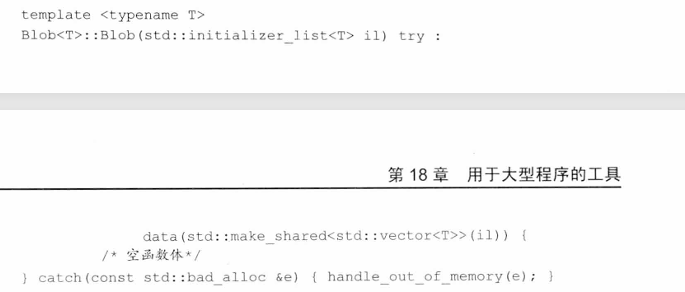 template <typename T>
Blob<T>::Blob(std::initializer_list<T> il) try :
第 18 章 用于大型程序的工具
data(std::make_shared<std::vector<T>>(il)) {
/* 空函数体*/
} catch(const std::bad_alloc &e) { handle_out_of_memory(e); }